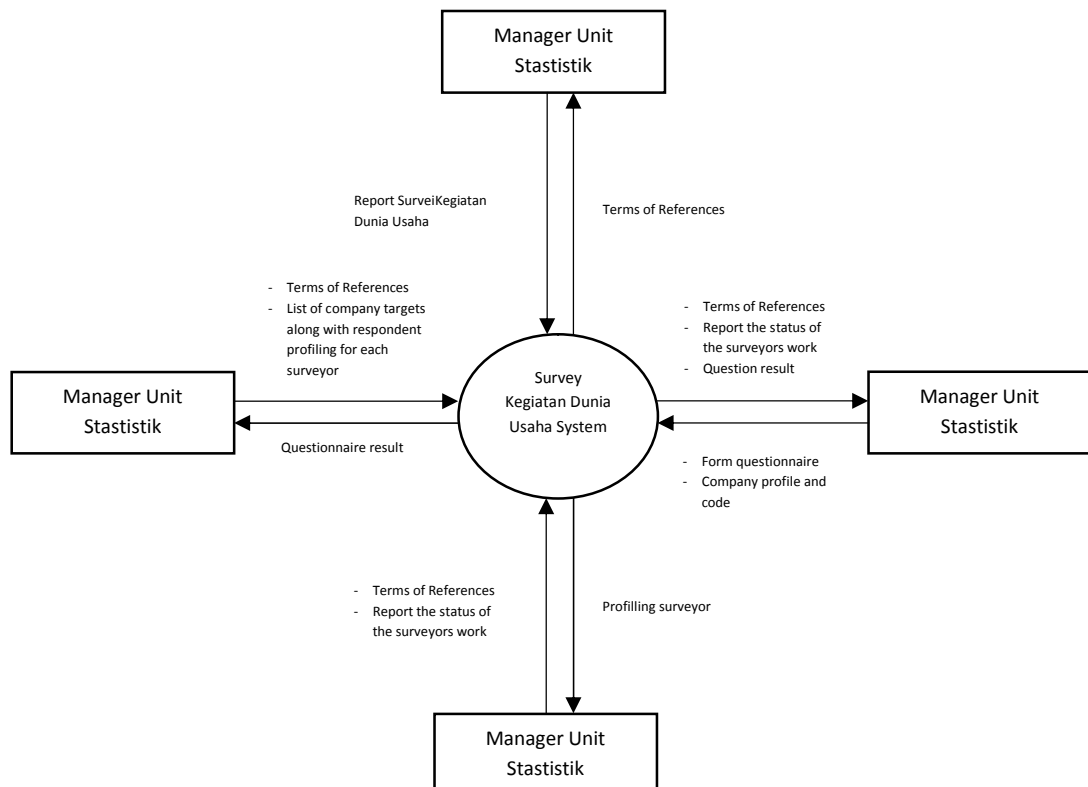 Manager Unit
Stastistik
Report SurveiKegiatan
Dunia Usaha
Terms of References
- Terms of References
- List of company targets
along with respondent
profiling for each
surveyor
- Terms of References
- Report the status of
the surveyors work
- Question result
Manager Unit
Stastistik
Survey
Kegiatan Dunia
Usaha System
Manager Unit
Stastistik
Questionnaire result
- Form questionnaire
- Company profile and
code
- Terms of References
- Report the status of
the surveyors work
Profilling surveyor
Manager Unit
Stastistik